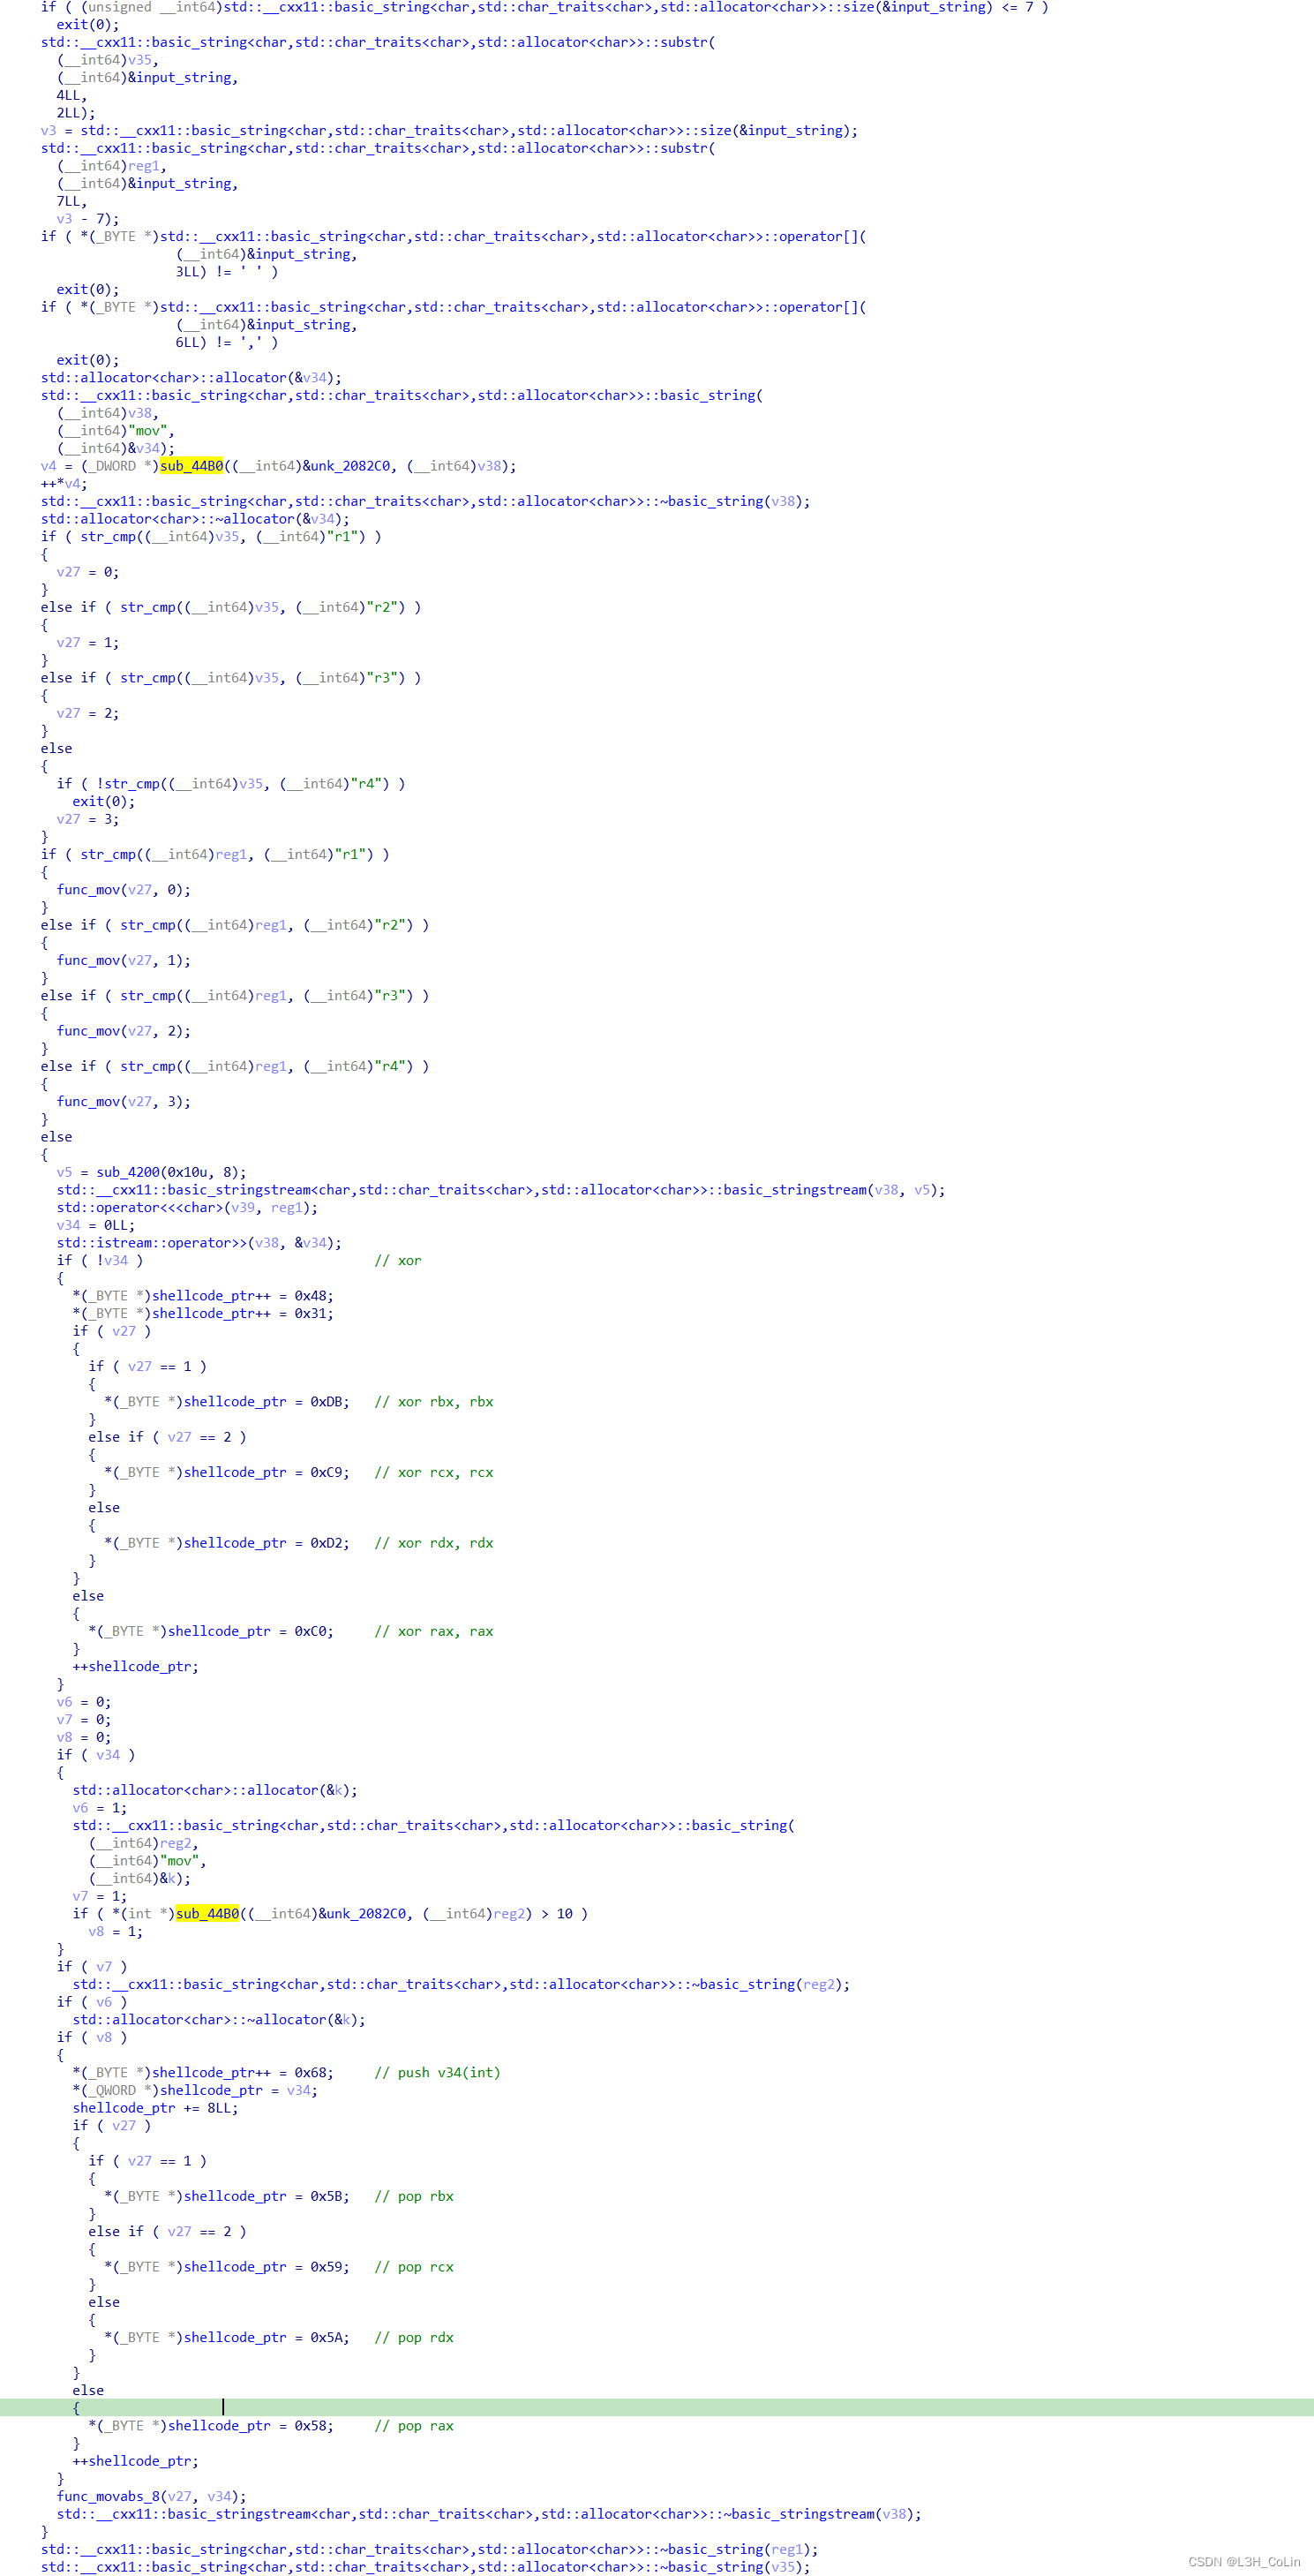 if ( (unsigned __int64)std::__cxx11::basic_string<char,std::char_traits<char>,std::allocator<char>>::size(&input_string) <= 7 )
exit(0);
std::__cxx11::basic_string<char,std::char_traits<char>,std::allocator<char>>::substr(
(__int64)v35,
(__int64)&input_string,
4LL,
2LL);
v3 = std::__cxx11::basic_string<char,std::char_traits<char>,std::allocator<char>>::size(&input_string);
std::__cxx11::basic_string<char,std::char_traits<char>,std::allocator<char>>::substr(
(__int64)reg1,
(__int64)&input_string,
7LL,
v3 - 7);
if ( *(_BYTE *)std::__cxx11::basic_string<char,std::char_traits<char>,std::allocator<char>>::operator[](
(__int64)&input_string,
3LL) != ' ' )
exit(0);
if ( *(_BYTE *)std::__cxx11::basic_string<char,std::char_traits<char>,std::allocator<char>>::operator[](
(__int64)&input_string,
6LL) != ',' )
exit(0);
std::allocator<char>::allocator(&v34);
std::__cxx11::basic_string<char,std::char_traits<char>,std::allocator<char>>::basic_string(
(__int64)v38,
(__int64)"mov",
(__int64)&v34);
v4 = (_DWORD *)sub_44B0((__int64)&unk_2082C0, (__int64)v38);
++*v4;
std::__cxx11::basic_string<char,std::char_traits<char>,std::allocator<char>>::~basic_string(v38);
std::allocator<char>::~allocator(&v34);
if ( str_cmp((__int64)v35, (__int64)"r1") )
{
v27 = 0;
}
else if ( str_cmp((__int64)v35, (__int64)"r2") )
{
v27 = 1;
}
else if ( str_cmp((__int64)v35, (__int64)"r3") )
{
v27 = 2;
}
else
{
if ( !str_cmp((__int64)v35, (__int64)"r4") )
exit(0);
v27 = 3;
}
if ( str_cmp((__int64)reg1, (__int64)"r1") )
{
func_mov(v27, 0);
}
else if ( str_cmp((__int64)reg1, (__int64)"r2") )
{
func_mov(v27, 1);
}
else if ( str_cmp((__int64)reg1, (__int64)"r3") )
{
func_mov(v27, 2);
}
else if ( str_cmp((__int64)reg1, (__int64)"r4") )
{
func_mov(v27, 3);
}
else
{
v5 = sub_4200(0x10u, 8);
std::__cxx11::basic_stringstream<char,std::char_traits<char>,std::allocator<char>>::basic_stringstream(v38, v5);
std::operator<<<char>(v39, reg1);
v34 = 0LL;
std::istream::operator>>(v38, &v34);
if ( !v34 ) // xor
{
*(_BYTE *)shellcode_ptr++ = 0x48;
*(_BYTE *)shellcode_ptr++ = 0x31;
if ( v27 )
{
if ( v27 == 1 )
{
*(_BYTE *)shellcode_ptr = 0xDB; // xor rbx, rbx
}
else if ( v27 == 2 )
{
*(_BYTE *)shellcode_ptr = 0xC9; // xor rcx, rcx
}
else
{
*(_BYTE *)shellcode_ptr = 0xD2; // xor rdx, rdx
}
}
else
{
*(_BYTE *)shellcode_ptr = 0xC0; // xor rax, rax
}
++shellcode_ptr;
}
v6 = 0;
v7 = 0;
v8 = 0;
if ( v34 )
{
std::allocator<char>::allocator(&k);
v6 = 1;
std::__cxx11::basic_string<char,std::char_traits<char>,std::allocator<char>>::basic_string(
(__int64)reg2,
(__int64)"mov",
(__int64)&k);
v7 = 1;
if ( *(int *)sub_44B0((__int64)&unk_2082C0, (__int64)reg2) > 10 )
v8 = 1;
}
if ( v7 )
std::__cxx11::basic_string<char,std::char_traits<char>,std::allocator<char>>::~basic_string(reg2);
if ( v6 )
std::allocator<char>::~allocator(&k);
if ( v8 )
{
*(_BYTE *)shellcode_ptr++ = 0x68; // push v34(int)
*(_QWORD *)shellcode_ptr = v34;
shellcode_ptr += 8LL;
if ( v27 )
{
if ( v27 == 1 )
{
*(_BYTE *)shellcode_ptr = 0x5B; // pop rbx
}
else if ( v27 == 2 )
{
*(_BYTE *)shellcode_ptr = 0x59; // pop rcx
}
else
{
*(_BYTE *)shellcode_ptr = 0x5A; // pop rdx
}
}
else
{
*(_BYTE *)shellcode_ptr = 0x58; // pop rax
}
++shellcode_ptr;
}
func_movabs_8(v27, v34);
std::__cxx11::basic_stringstream<char,std::char_traits<char>,std::allocator<char>>::~basic_stringstream(v38);
}
std::__cxx11::basic_string<char,std::char_traits<char>,std::allocator<char>>::~basic_string(reg1);
std::__cxx11::basic_string<char,std::char_traits<char>,std::allocator<char>>::~basic_string(v35);
CSDN @L3H_CoLin